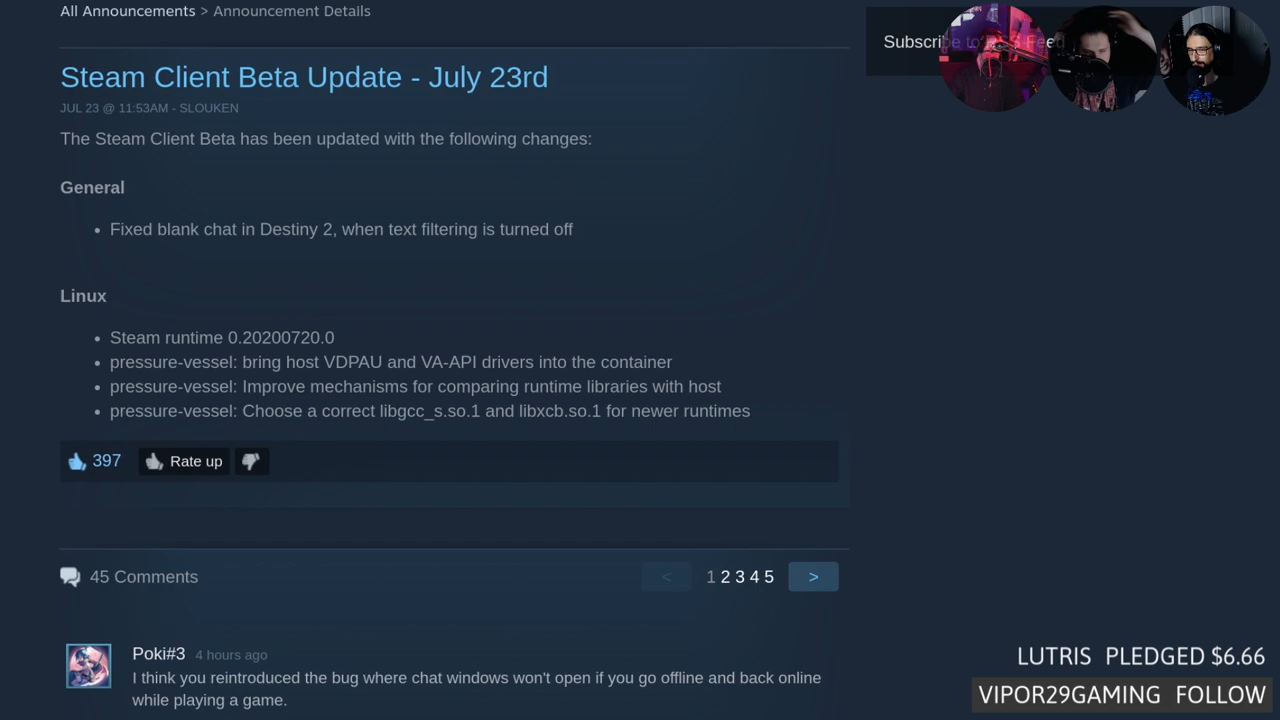 All Announcements > Announcement Details
Subscribe to RSS Feed
Steam Client Beta Update - July 23rd
JUL 23 @ 11:53AM - SLOUKEN
The Steam Client Beta has been updated with the following changes:
General
• Fixed blank chat in Destiny 2, when text filtering is turned off
Linux
• Steam runtime 0.20200720.0
• pressure-vessel: bring host VDPAU and VA-API drivers into the container
• pressure-vessel: Improve mechanisms for comparing runtime libraries with host
• pressure-vessel: Choose a correct libgcc_s.so.1 and libxcb.so.1 for newer runtimes
397 Rate up
45 Comments < 1 2 3 4 5 >
Poki#3 4 hours ago
I think you reintroduced the bug where chat windows won't open if you go offline and back online
while playing a game.
LUTRIS PLEDGED $6.66
VIPOR29GAMING FOLLOW